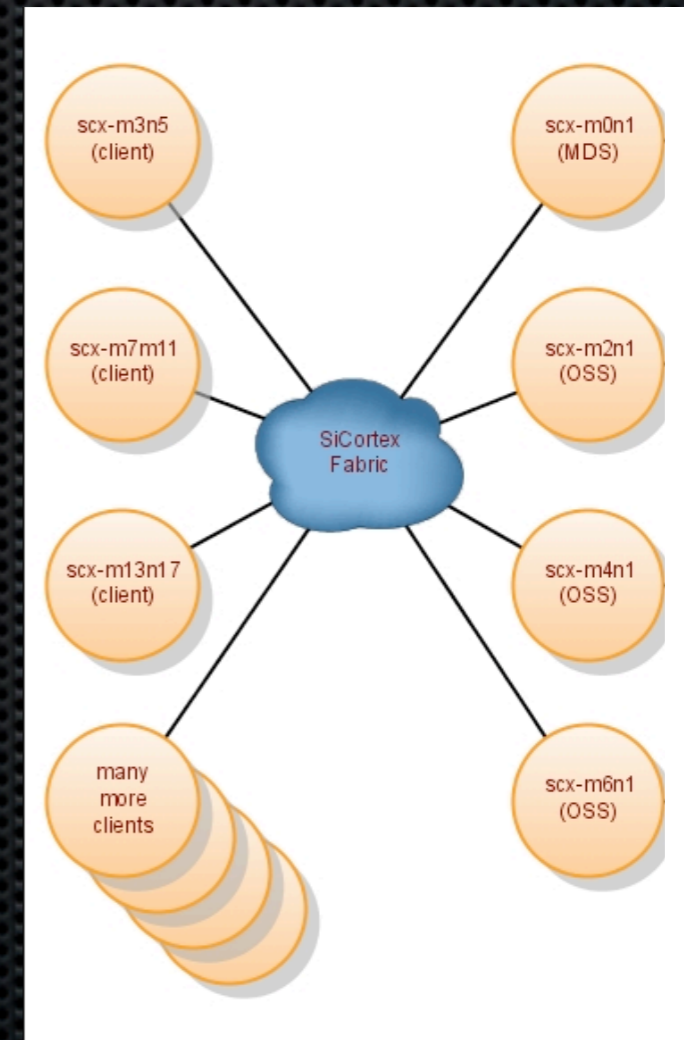 scx-m3n5
(client)
scx-m0n1
(MDS)
scx-m7m11
(client)
scx-m2n1
(OSS)
SiCortex
Fabric
scx-m13n17
(client)
scx-m4n1
(OSS)
many
more
clients
scx-m6n1
(OSS)